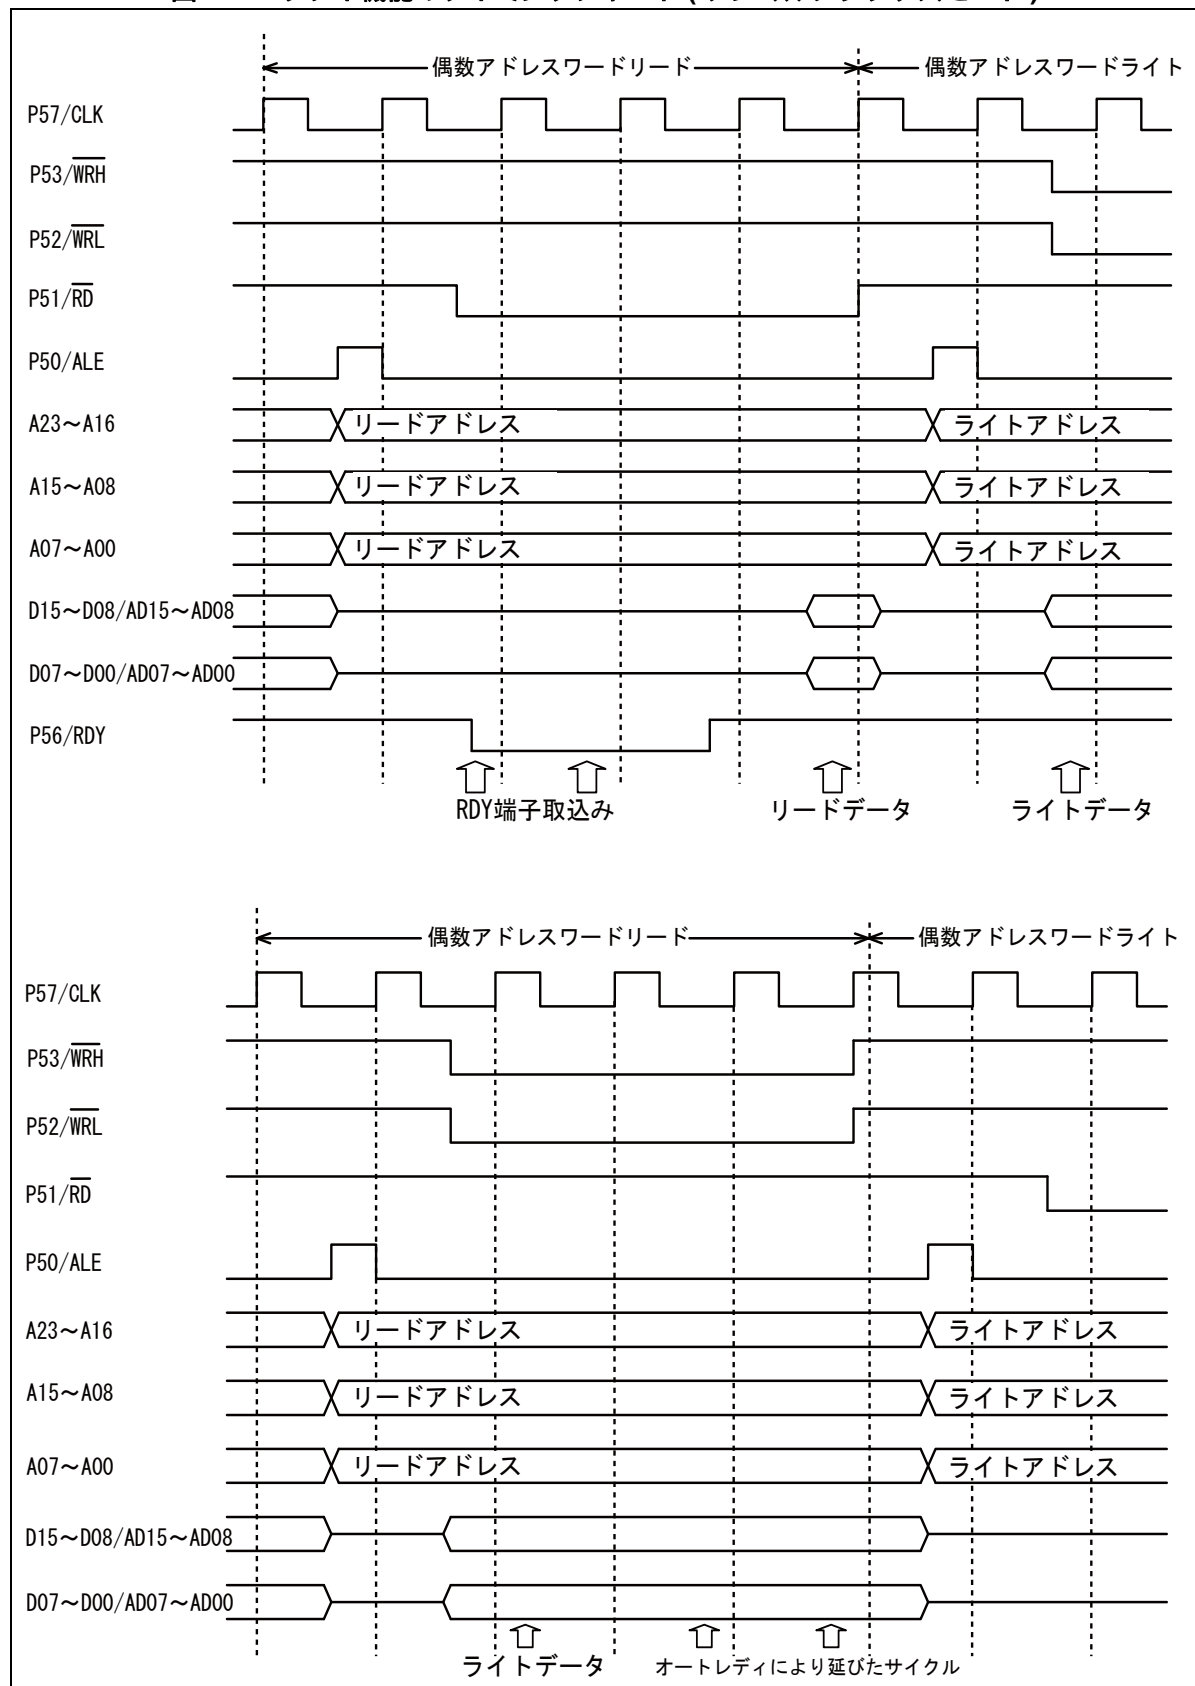 偶数アドレスワードリード 偶数アドレスワードライト
P57/CLK
P53/WRH
P52/WRL
P51/RD
P50/ALE
A23～A16 リードアドレス ライトアドレス
A15～A08 リードアドレス ライトアドレス
A07～A00 リードアドレス ライトアドレス
D15～D08/AD15～AD08
D07～D00/AD07～AD00
P56/RDY
RDY端子取込み リードデータ ライトデータ
偶数アドレスワードリード 偶数アドレスワードライト
P57/CLK
P53/WRH
P52/WRL
P51/RD
P50/ALE
A23～A16 リードアドレス ライトアドレス
A15～A08 リードアドレス ライトアドレス
A07～A00 リードアドレス ライトアドレス
D15～D08/AD15～AD08
D07～D00/AD07～AD00
ライトデータ オートレディにより延びたサイクル